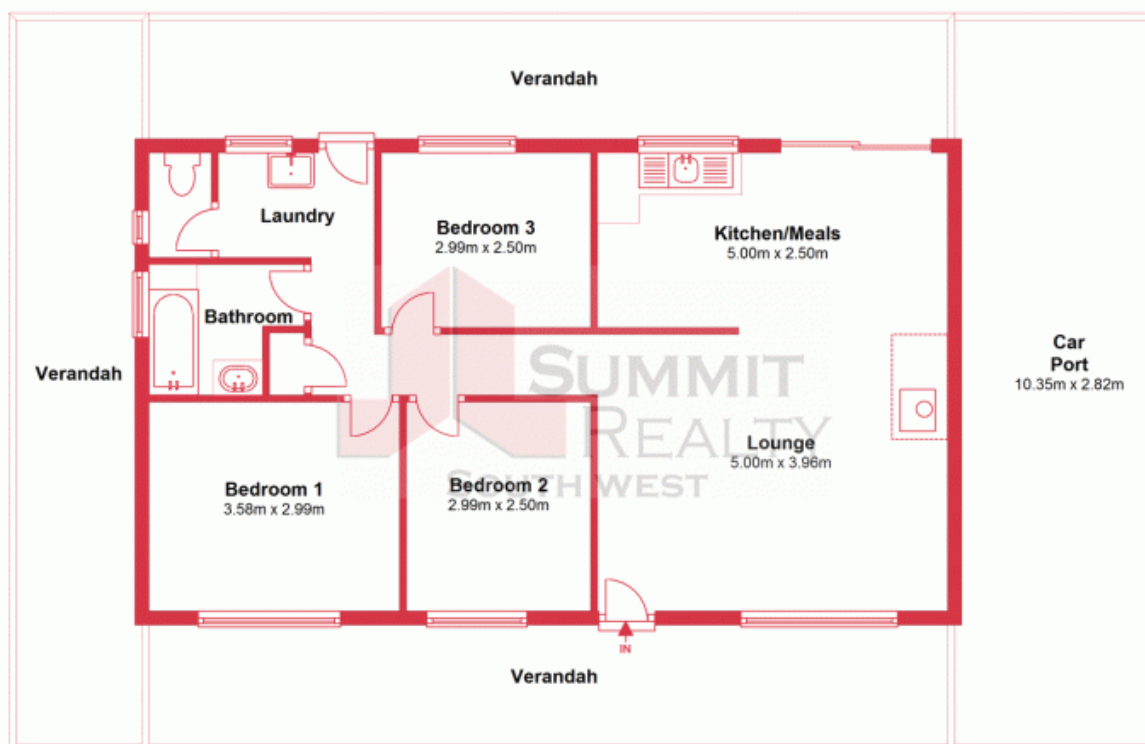 Verandah
Laundry
Bedroom 3
2.99m x 2.50m
Kitchen/Meals
5.00m x 2.50m
Bathroom
Verandah
Car
Port
10.35m x 2.82m
SUMMIT
REALTY
SOUTH WEST
Lounge
5.00m x 3.96m
Bedroom 1
3.58m x 2.99m
Bedroom 2
2.99m x 2.50m
IN
Verandah